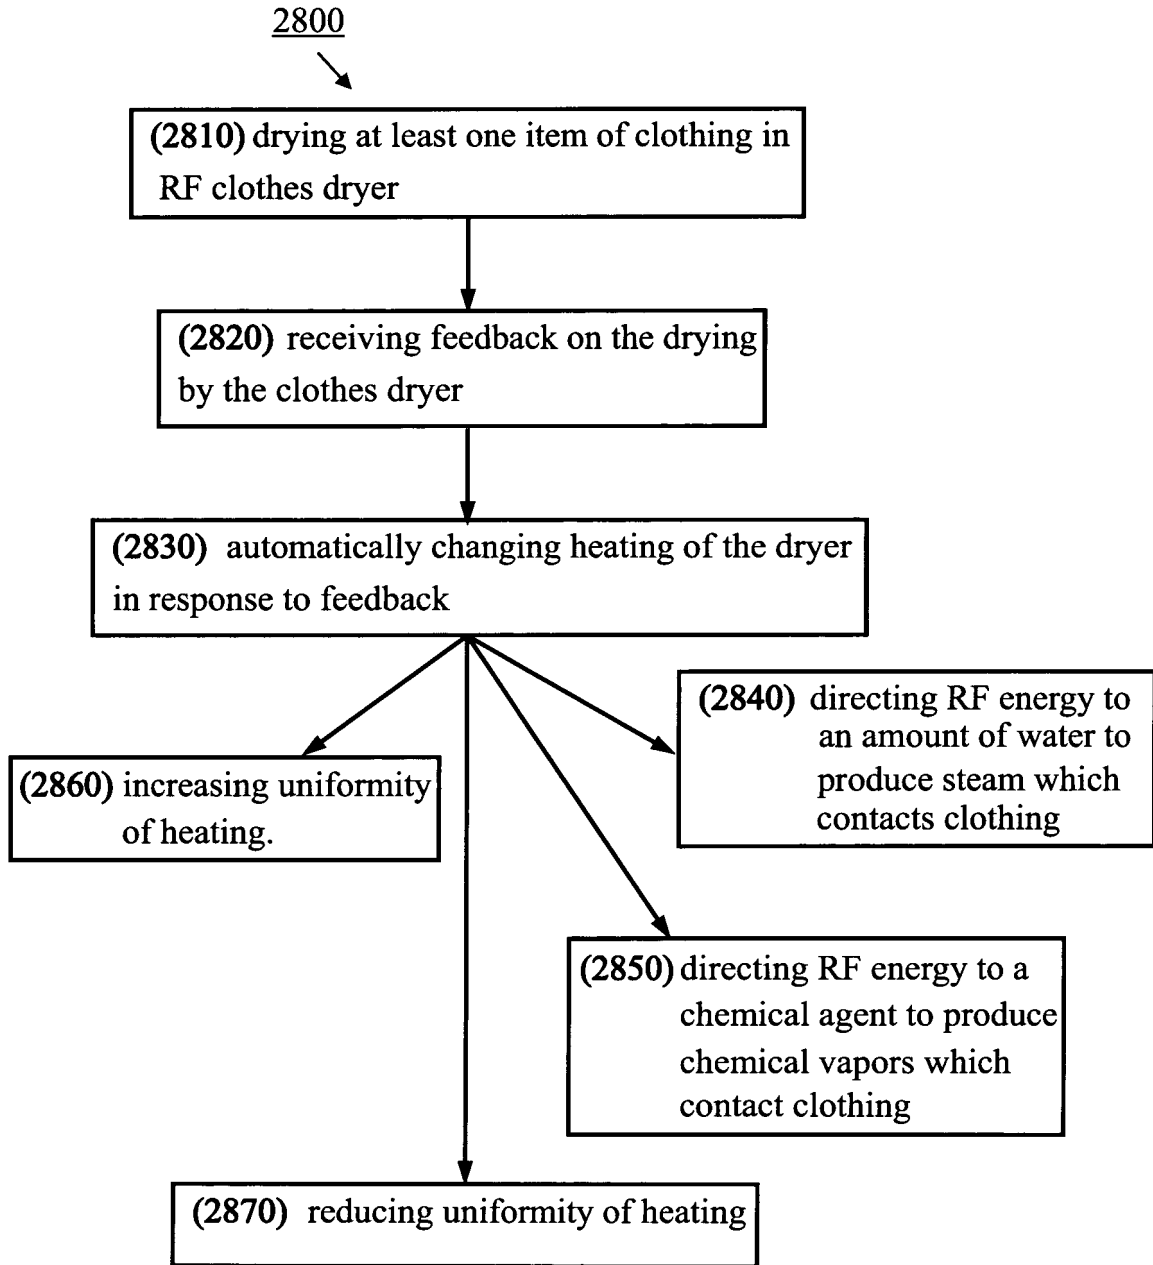 2800
(2810) drying at least one item of clothing in
RF clothes dryer
(2820) receiving feedback on the drying
by the clothes dryer
(2830) automatically changing heating of the dryer
in response to feedback
(2840) directing RF energy to
an amount of water to
produce steam which
contacts clothing
(2860) increasing uniformity
of heating.
(2850) directing RF energy to a
chemical agent to produce
chemical vapors which
contact clothing
(2870) reducing uniformity of heating